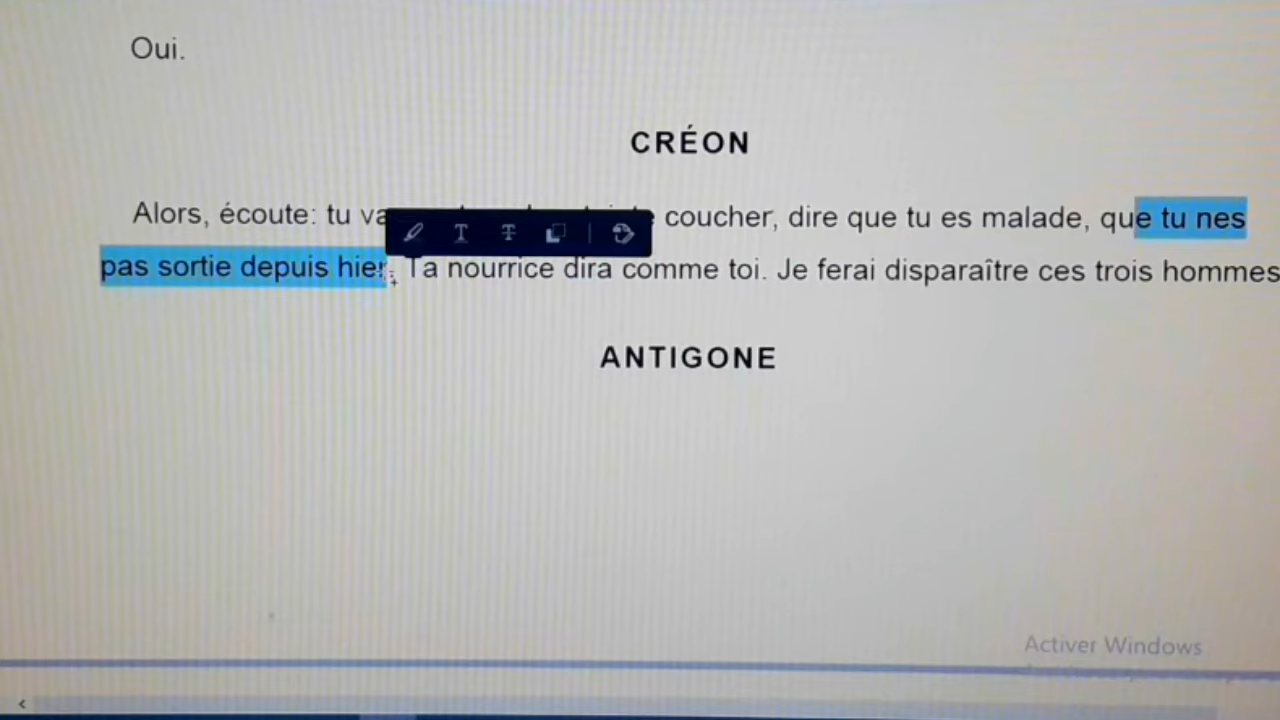 Oui.
CRÉON
Alors, écoute: tu va coucher, dire que tu es malade, que tu nes
pas sortie depuis hier. Ta nourrice dira comme toi. Je ferai disparaître ces trois hommes
ANTIGONE
Activer Windows